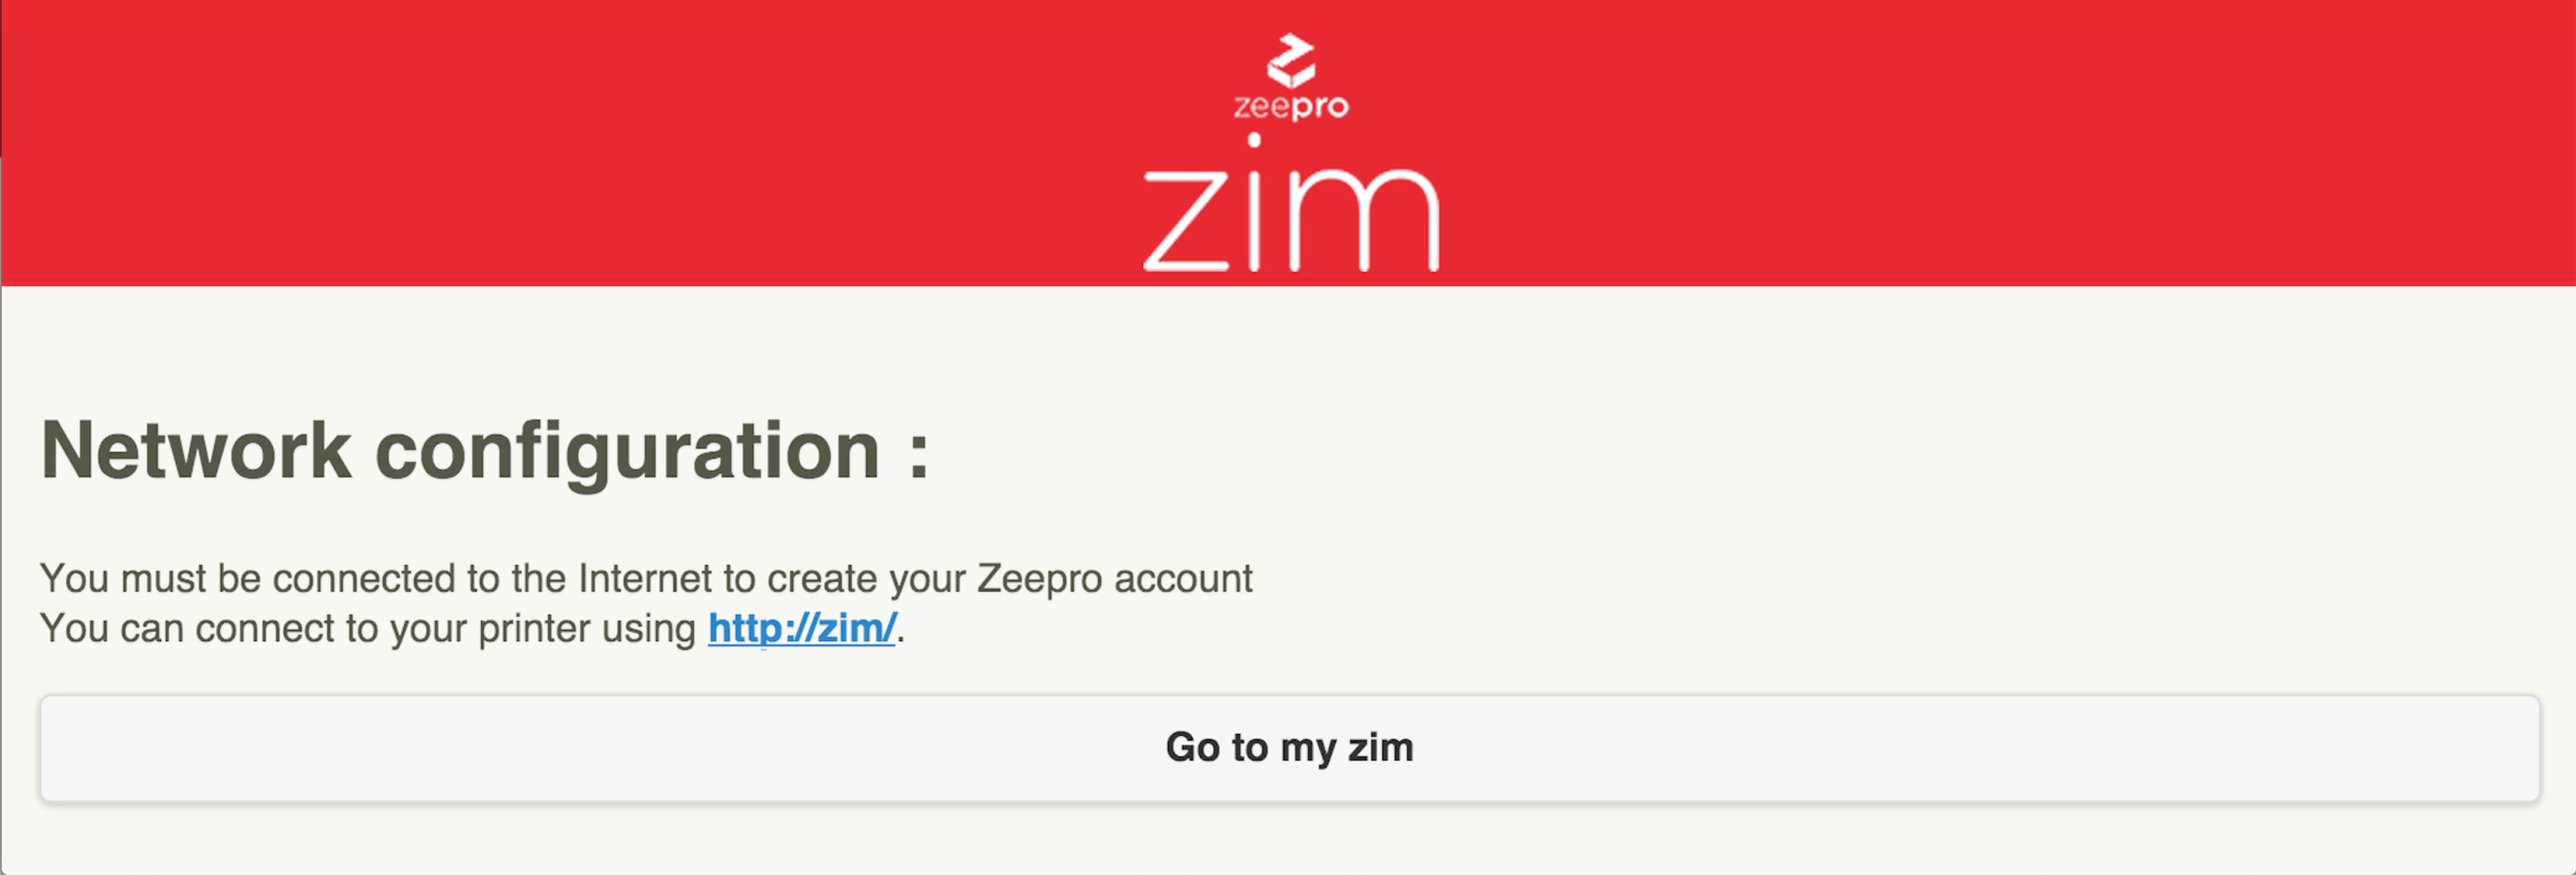 zeepro
zim
Network configuration :
You must be connected to the Internet to create your Zeepro account
You can connect to your printer using http://zim/.
Go to my zim